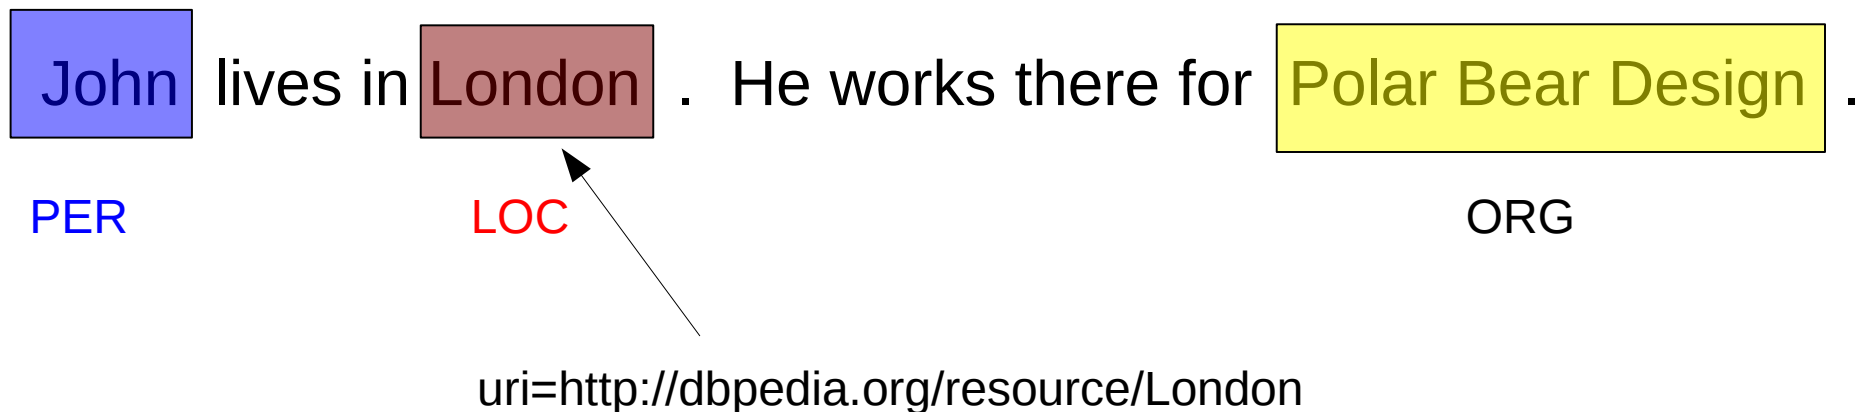 John lives in London . He works there for Polar Bear Design .
PER LOC ORG
uri=http://dbpedia.org/resource/London